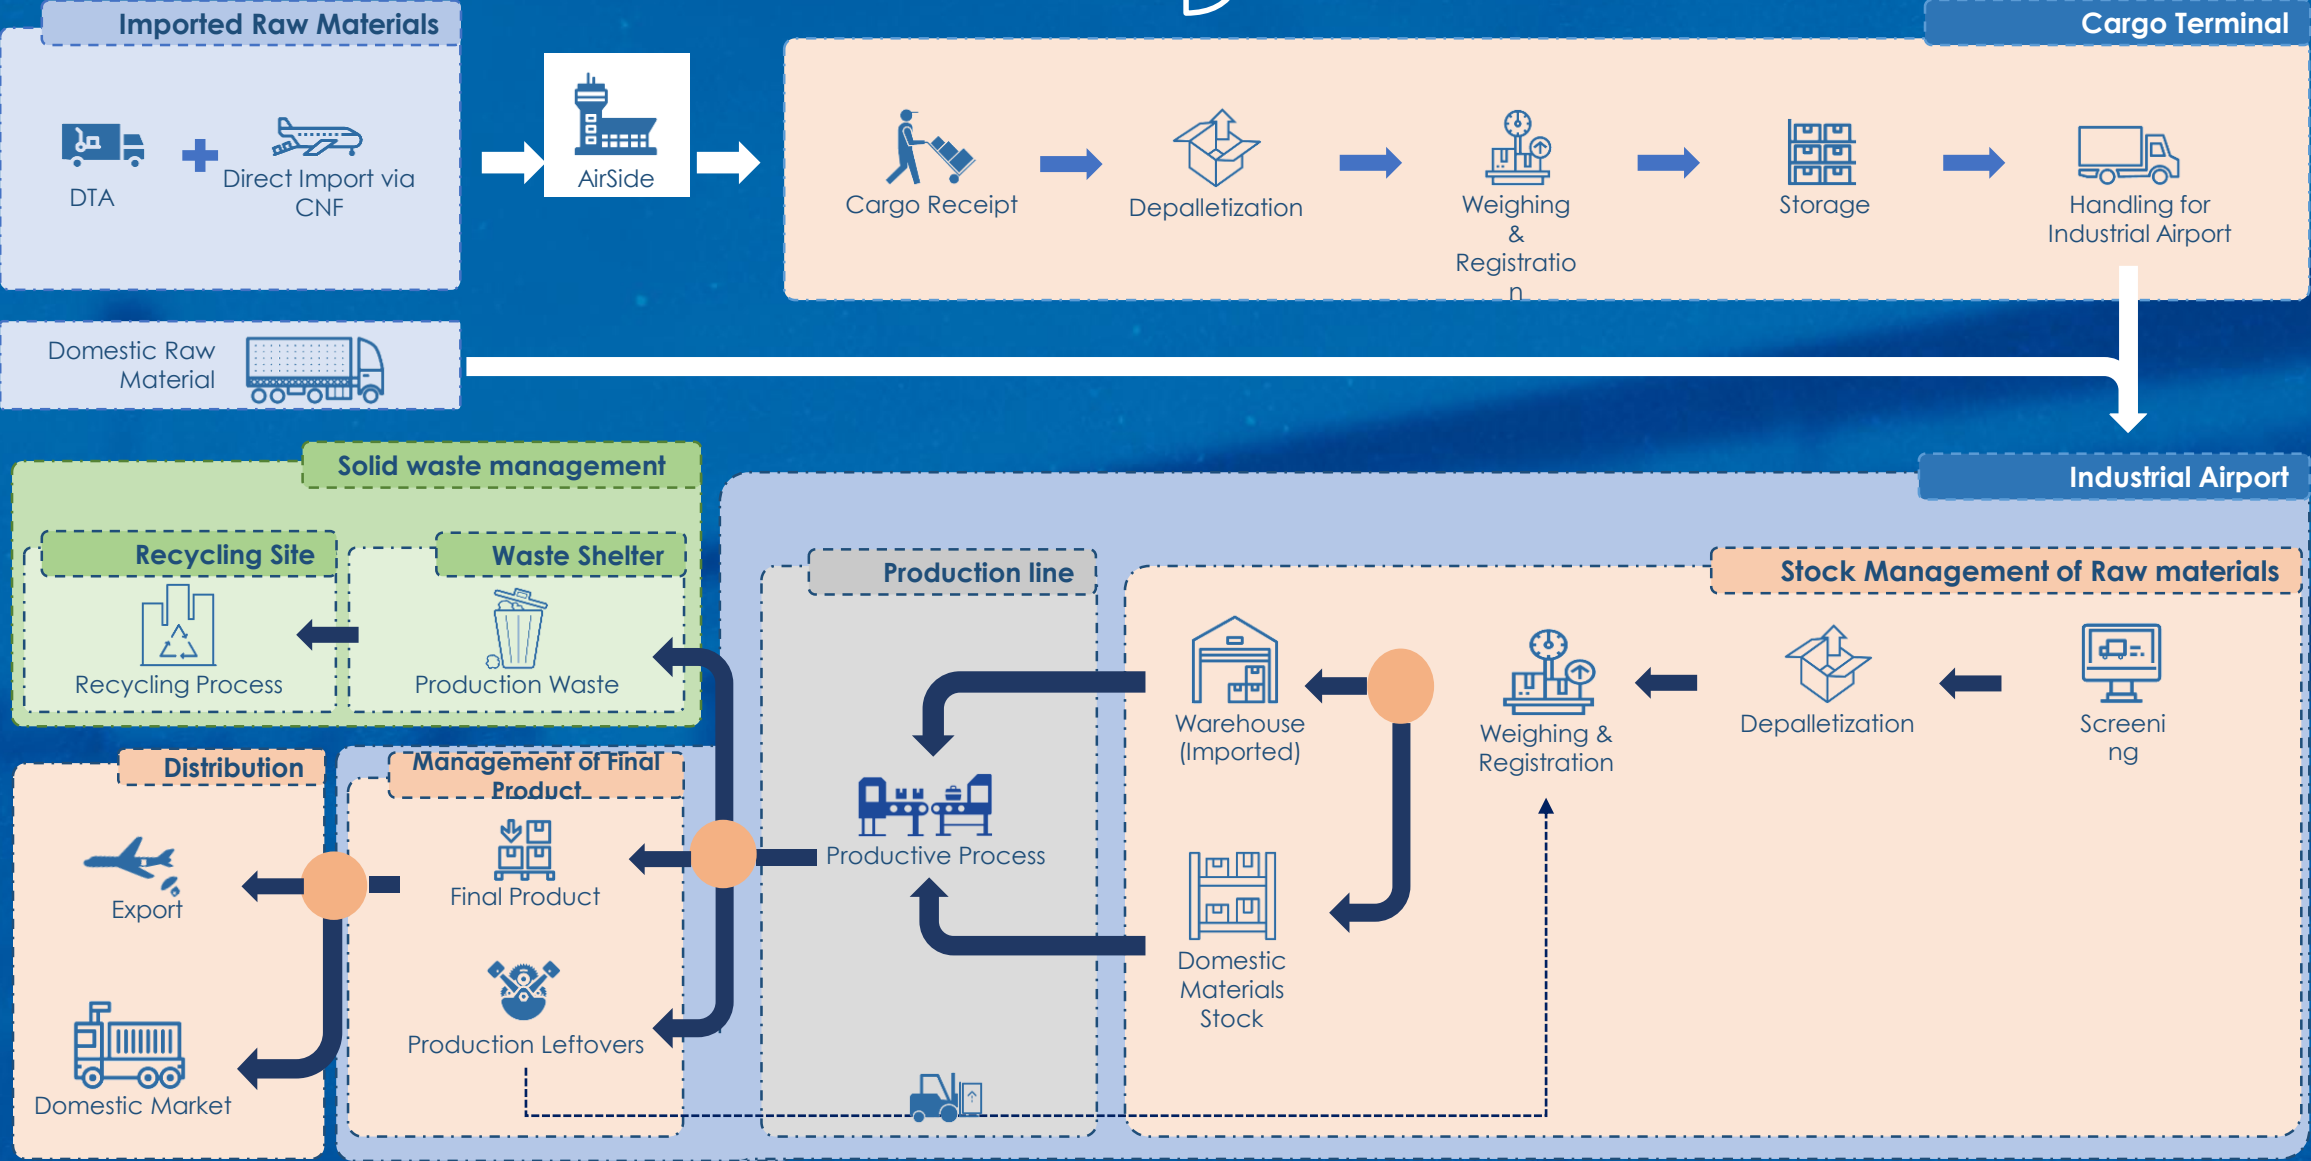 Imported Raw Materials
DTA
Direct Import via
CNF
AirSide
Cargo Terminal
Cargo Receipt
Depalletization
Weighing
&
Registratio
n
Storage
Handling for
Industrial Airport
Domestic Raw
Material
Solid waste management
Recycling Site
Recycling Process
Waste Shelter
Production Waste
Industrial Airport
Production line
Productive Process
Stock Management of Raw materials
Warehouse
(Imported)
Weighing &
Registration
Depalletization
Screeni
ng
Domestic
Materials
Stock
Distribution
Export
Domestic Market
Management of Final
Product
Final Product
Production Leftovers